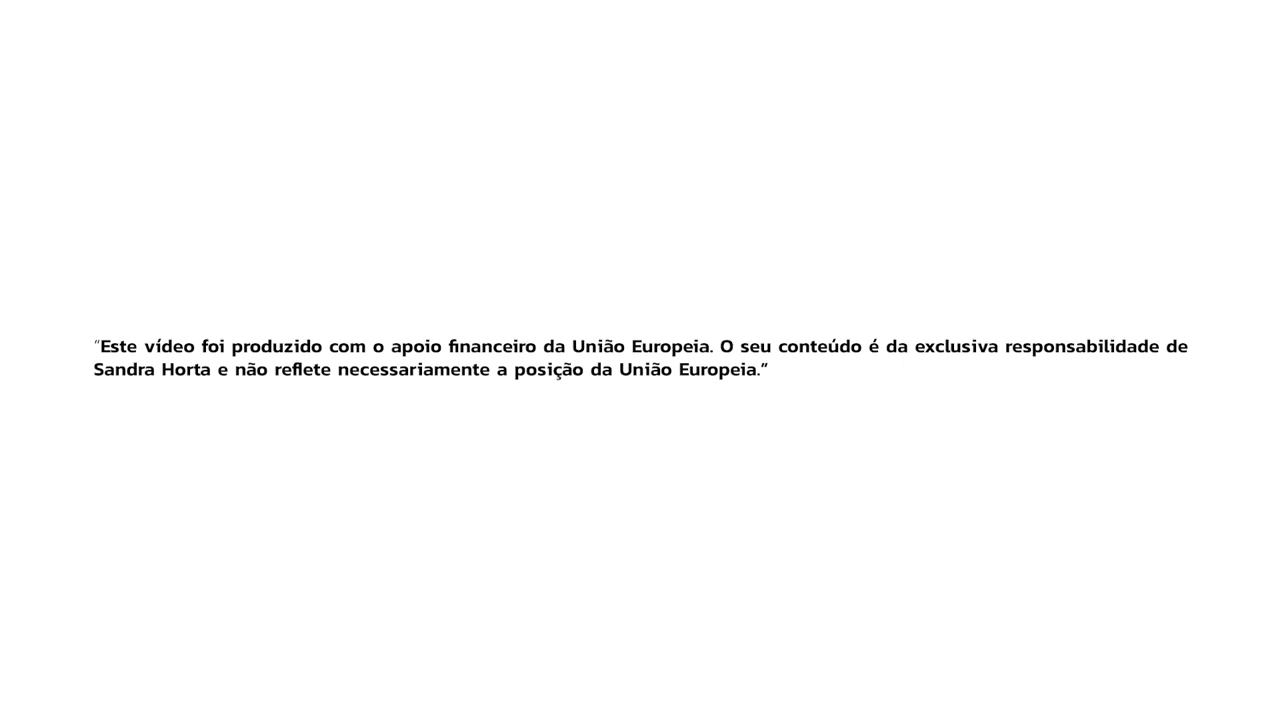 “Este vídeo foi produzido com o apoio financeiro da União Europeia. O seu conteúdo é da exclusiva responsabilidade de
Sandra Horta e não reflete necessariamente a posição da União Europeia.”